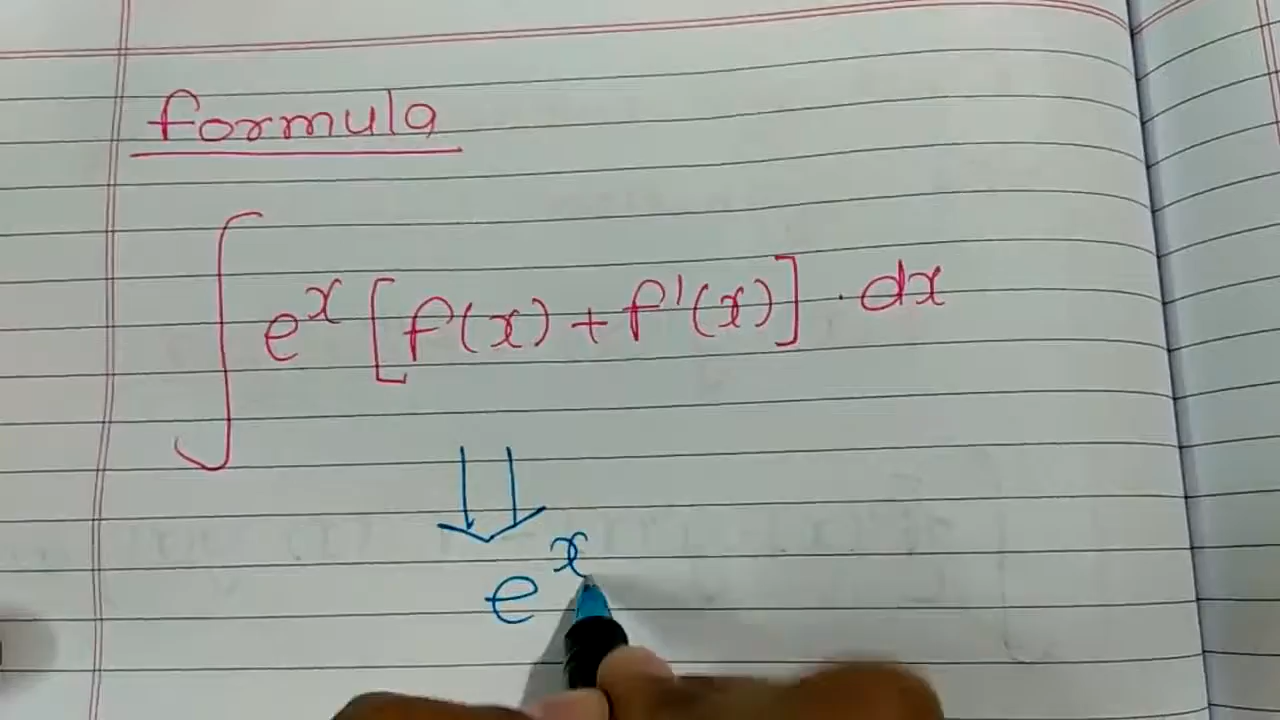 formula
∫ e^x [f(x) + f'(x)] . dx
⇓
e^x